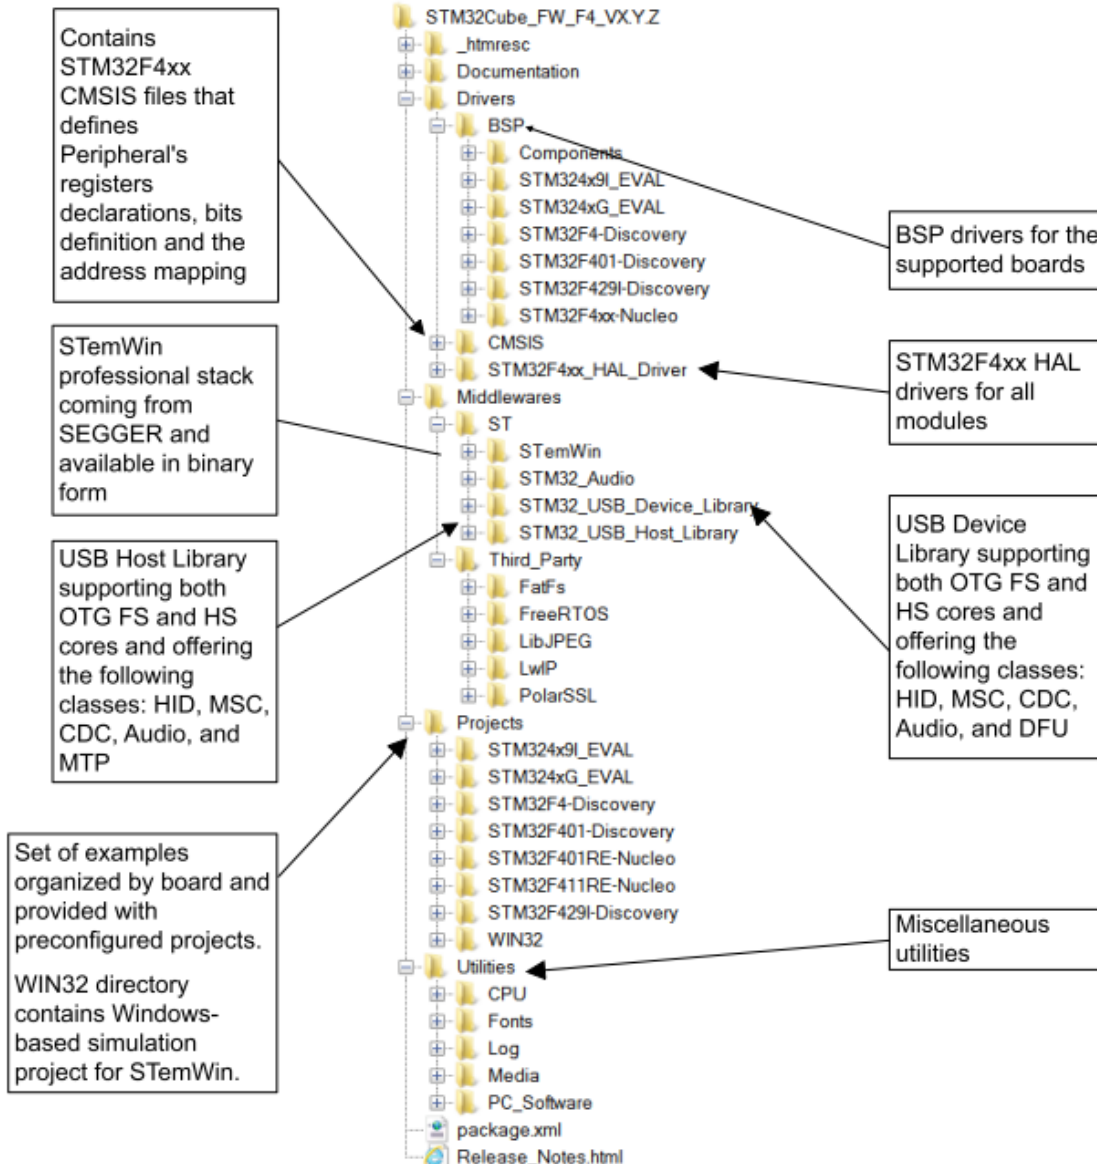 Contains
STM32F4xx
CMSIS files that
defines
Peripheral's
registers
declarations, bits
definition and the
address mapping
STemWin
professional stack
coming from
SEGGER and
available in binary
form
USB Host Library
supporting both
OTG FS and HS
cores and offering
the following
classes: HID, MSC,
CDC, Audio, and
MTP
Set of examples
organized by board and
provided with
preconfigured projects.
WIN32 directory
contains Windows-
based simulation
project for STemWin.
STM32Cube_FW_F4_VX.Y.Z
_htmresc
Documentation
Drivers
BSP
Components
STM324x9I_EVAL
STM324xG_EVAL
STM32F4-Discovery
STM32F401-Discovery
STM32F429I-Discovery
STM32F4xx-Nucleo
CMSIS
STM32F4xx_HAL_Driver
Middlewares
ST
STemWin
STM32_Audio
STM32_USB_Device_Library
STM32_USB_Host_Library
Third_Party
FatFs
FreeRTOS
LibJPEG
LwIP
PolarSSL
Projects
STM324x9I_EVAL
STM324xG_EVAL
STM32F4-Discovery
STM32F401-Discovery
STM32F401RE-Nucleo
STM32F411RE-Nucleo
STM32F429I-Discovery
WIN32
Utilities
CPU
Fonts
Log
Media
PC_Software
package.xml
Release_Notes.html
BSP drivers for the
supported boards
STM32F4xx HAL
drivers for all
modules
USB Device
Library supporting
both OTG FS and
HS cores and
offering the
following classes:
HID, MSC, CDC,
Audio, and DFU
Miscellaneous
utilities